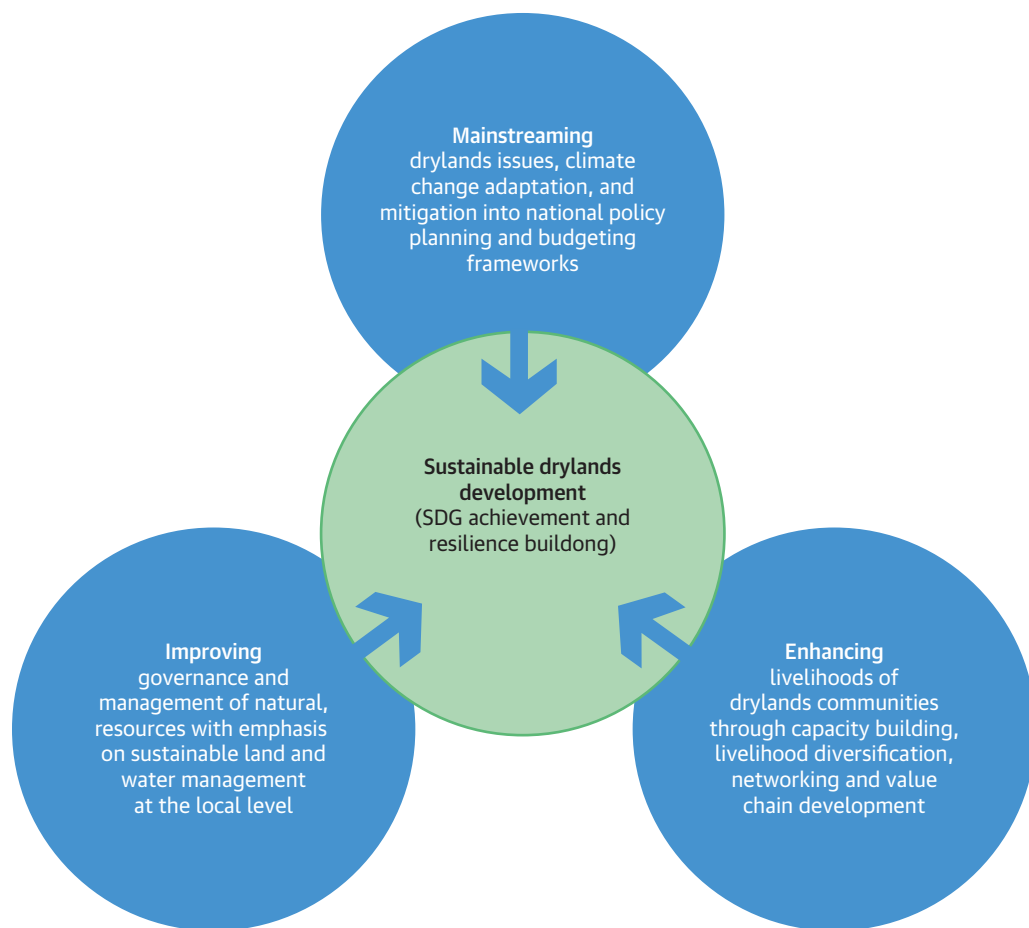 Mainstreaming
drylands issues, climate
change adaptation, and
mitigation into national policy
planning and budgeting
frameworks
Sustainable drylands
development
(SDG achievement and
resilience buildong)
Improving
governance and
management of natural,
resources with emphasis
on sustainable land and
water management
at the local level
Enhancing
livelihoods of
drylands communities
through capacity building,
livelihood diversification,
networking and value
chain development